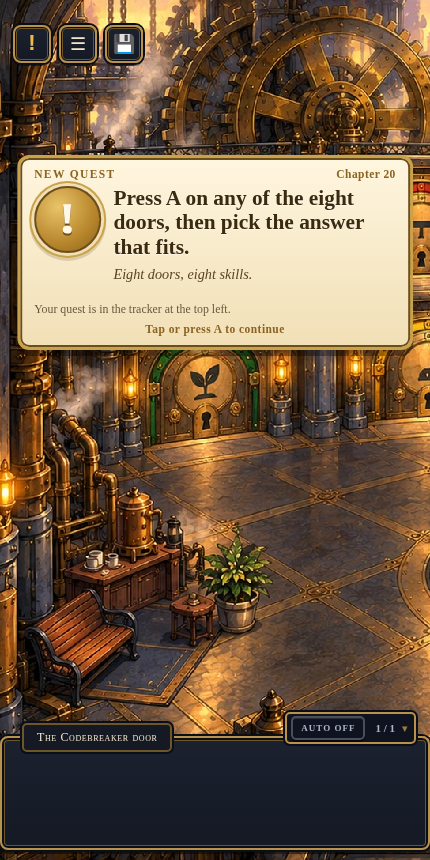 NEW QUEST
Chapter 20
Press A on any of the eight
doors, then pick the answer
that fits.
Eight doors, eight skills.
Your quest is in the tracker at the top left.
Tap or press A to continue
The Codebreaker door
AUTO OFF
1 / 1 ▾